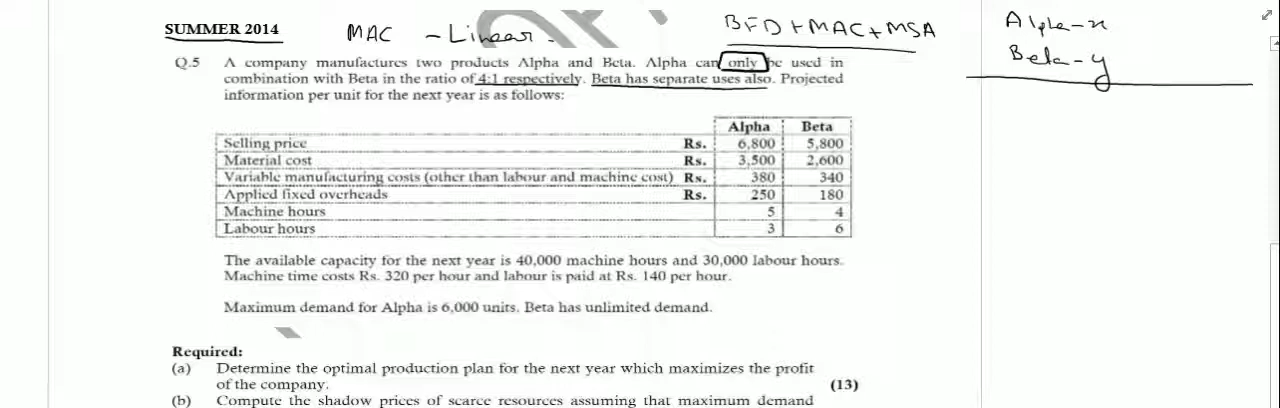 SUMMER 2014
MAC - Linear.
BFD + MAC + MSA
Alpha - x
Beta - y
Q.5 A company manufactures two products Alpha and Beta. Alpha can only be used in
combination with Beta in the ratio of 4:1 respectively. Beta has separate uses also. Projected
information per unit for the next year is as follows:
Alpha Beta
Selling price Rs. 6,800 5,800
Material cost Rs. 3,500 2,600
Variable manufacturing costs (other than labour and machine cost) Rs. 380 340
Applied fixed overheads Rs. 250 180
Machine hours 5 4
Labour hours 3 6
The available capacity for the next year is 40,000 machine hours and 30,000 labour hours.
Machine time costs Rs. 320 per hour and labour is paid at Rs. 140 per hour.
Maximum demand for Alpha is 6,000 units. Beta has unlimited demand.
Required:
(a) Determine the optimal production plan for the next year which maximizes the profit
of the company. (13)
(b) Compute the shadow prices of scarce resources assuming that maximum demand